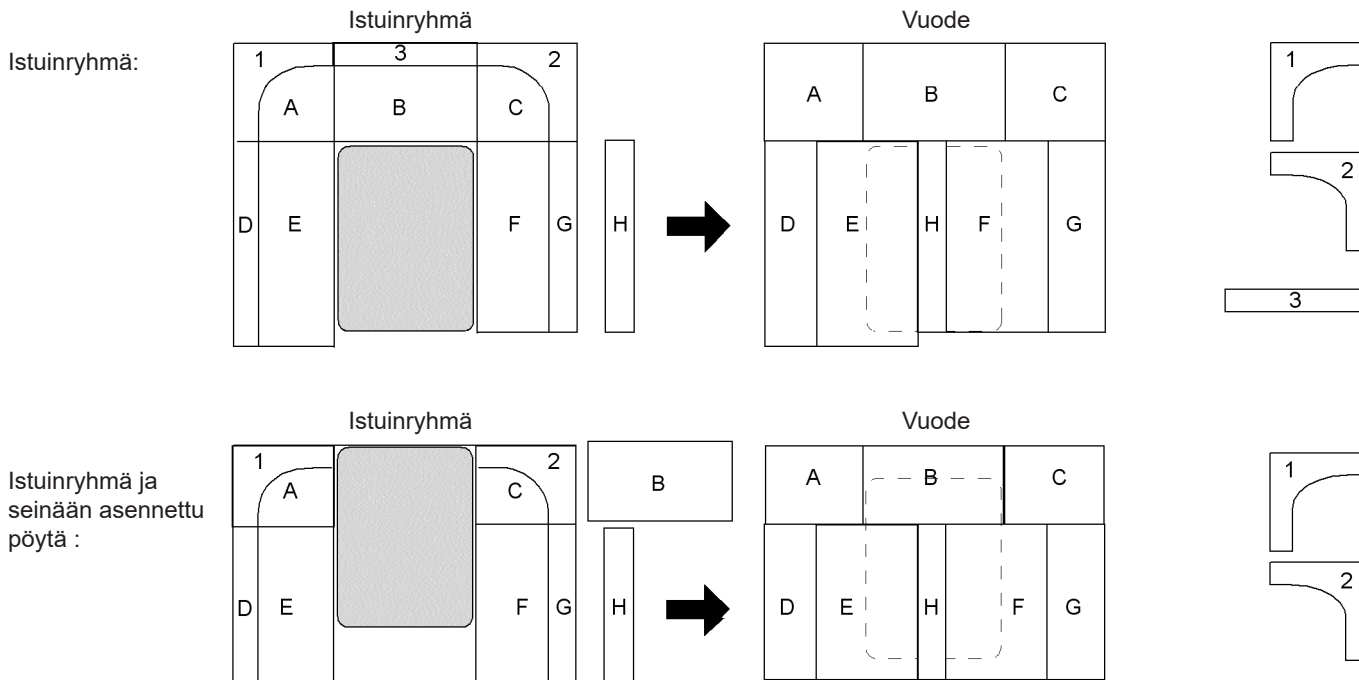 Istuinryhmä
Vuode
Istuinryhmä:
1
3
2
A
B
C
D
E
F
G
H
A
B
C
D
E
H
F
G
1
2
3
Istuinryhmä
Vuode
Istuinryhmä ja
seinään asennettu
pöytä :
1
2
A
C
B
D
E
F
G
H
A
B
C
D
E
H
F
G
1
2